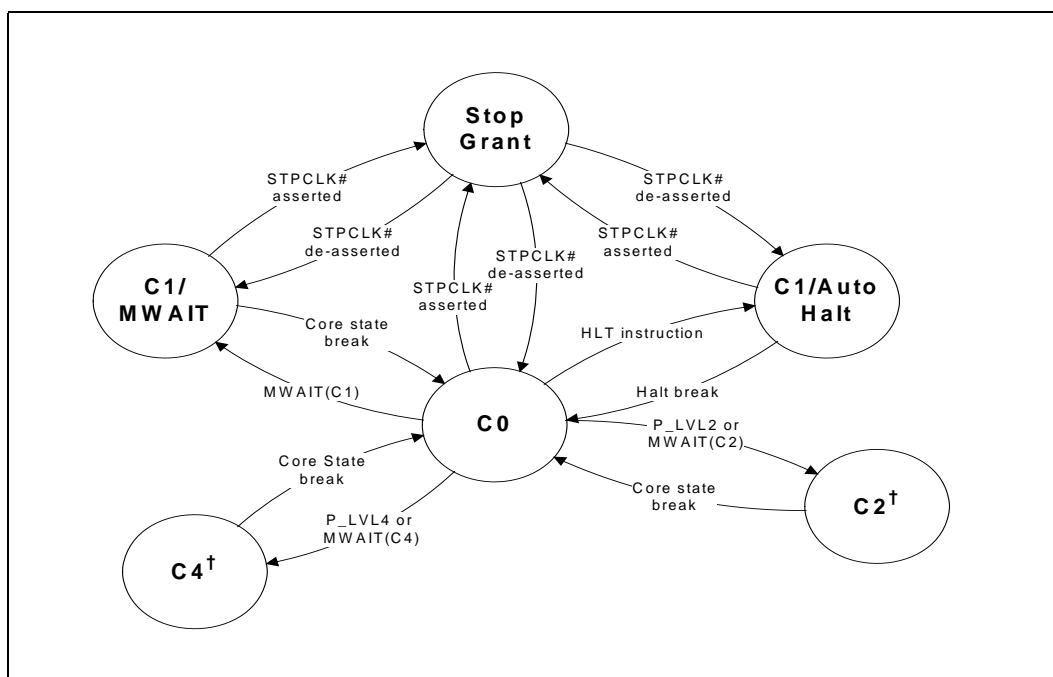 Stop
Grant
STPCLK#
asserted
STPCLK#
de-asserted
STPCLK#
de-asserted
STPCLK#
asserted
STPCLK#
de-asserted
STPCLK#
asserted
C1/
MWAIT
C1/Auto
Halt
Core state
break
HLT instruction
MWAIT(C1)
Halt break
C0
P_LVL2 or
MWAIT(C2)
Core State
break
Core state
break
C2†
P_LVL4 or
MWAIT(C4)
C4†